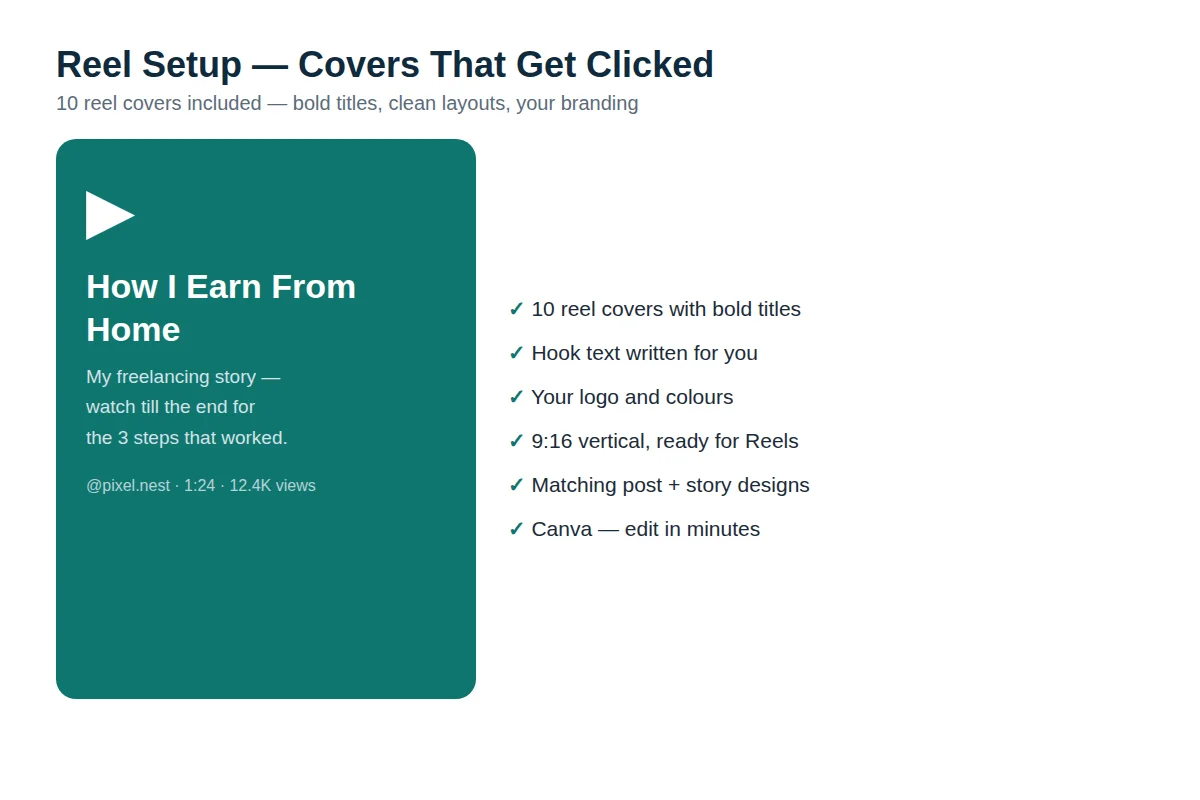 Reel Setup — Covers That Get Clicked
10 reel covers included — bold titles, clean layouts, your branding
How I Earn From
Home
My freelancing story —
watch till the end for
the 3 steps that worked.
@pixel.nest · 1:24 · 12.4K views
✓ 10 reel covers with bold titles
✓ Hook text written for you
✓ Your logo and colours
✓ 9:16 vertical, ready for Reels
✓ Matching post + story designs
✓ Canva — edit in minutes